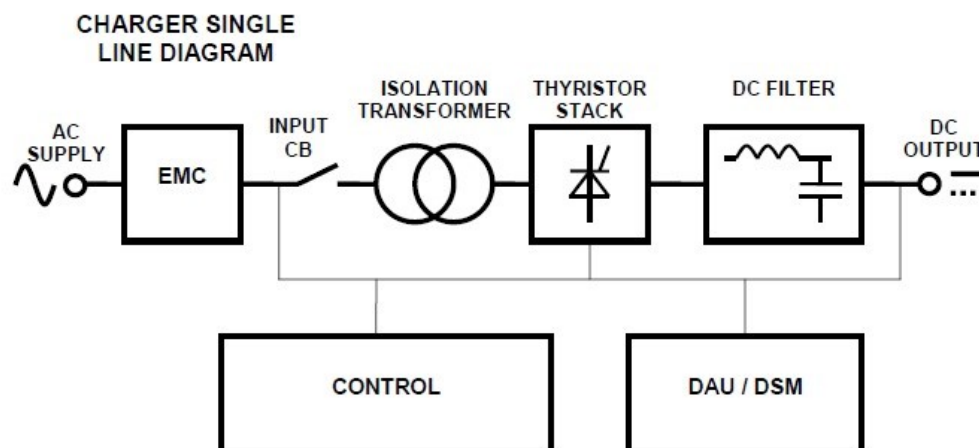 CHARGER SINGLE
LINE DIAGRAM
AC
SUPPLY
EMC
INPUT
CB
ISOLATION
TRANSFORMER
THYRISTOR
STACK
DC FILTER
DC
OUTPUT
CONTROL
DAU / DSM